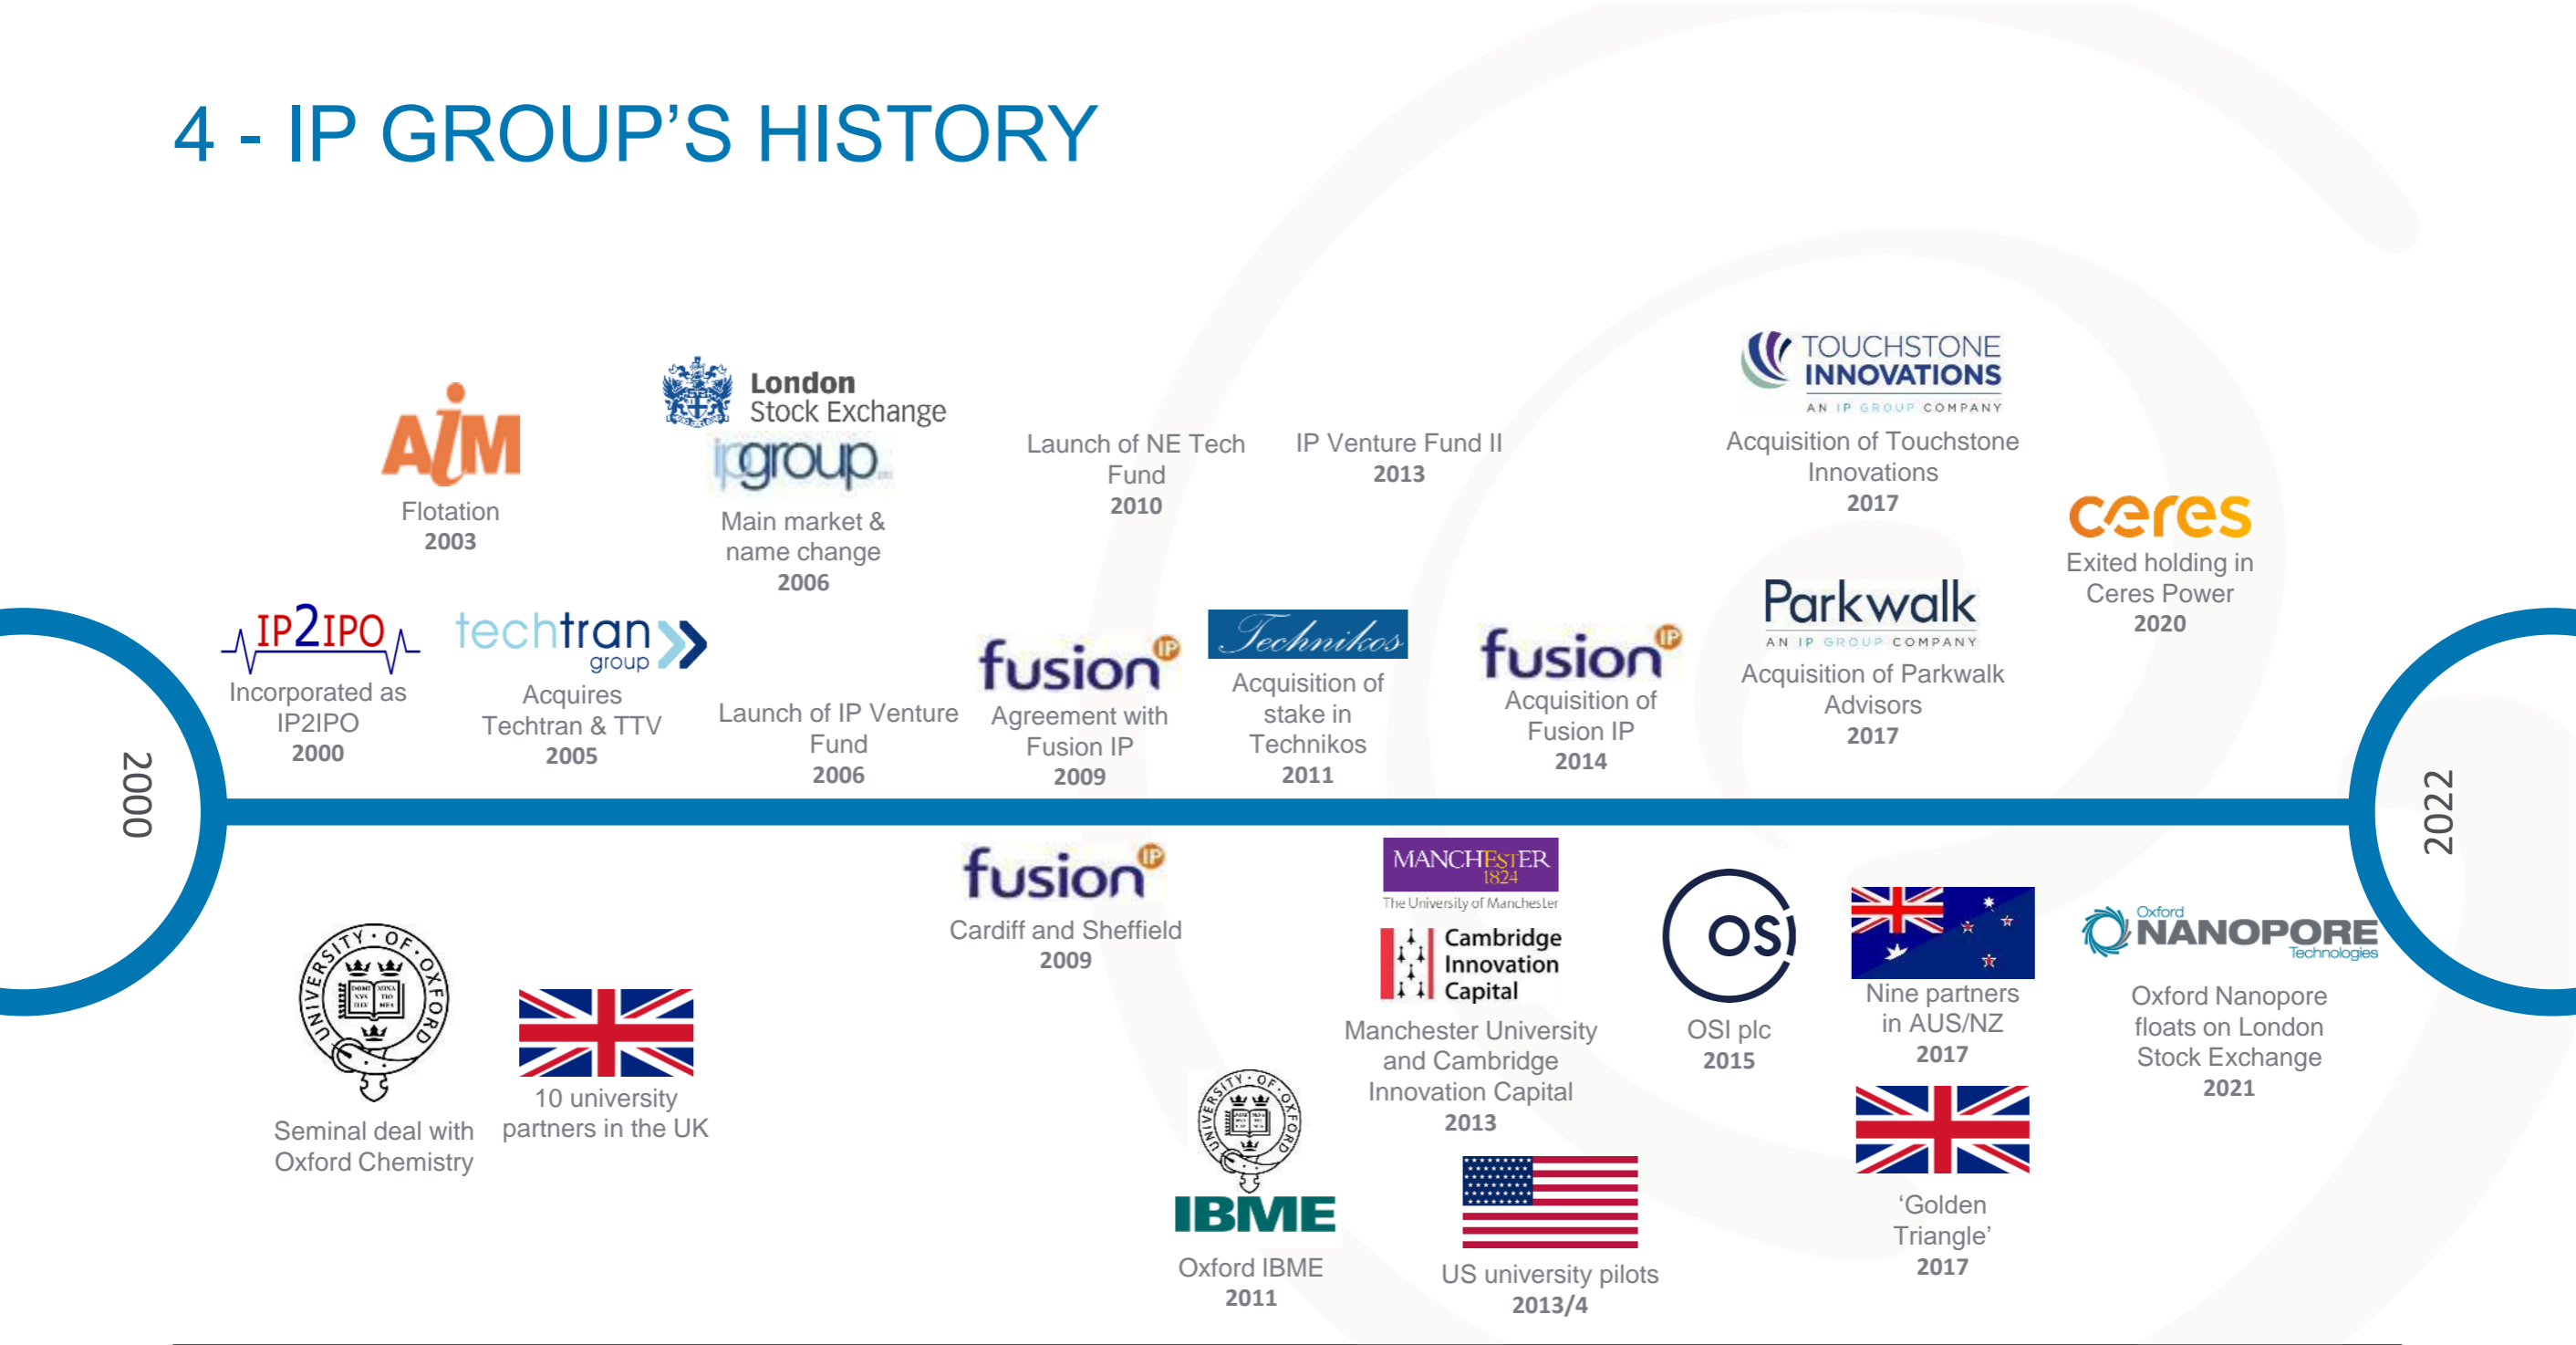 4 - IP GROUP'S HISTORY
2000
IP2IPO
Incorporated as
IP2IPO
2000
AiM
Flotation
2003
techtran
group
Acquires
Techtran & TTV
2005
London
Stock Exchange
ipgroup
Main market &
name change
2006
Launch of IP Venture
Fund
2006
fusion IP
Agreement with
Fusion IP
2009
Launch of NE Tech
Fund
2010
Technikos
Acquisition of
stake in
Technikos
2011
IP Venture Fund II
2013
fusion IP
Acquisition of
Fusion IP
2014
TOUCHSTONE
INNOVATIONS
AN IP GROUP COMPANY
Acquisition of Touchstone
Innovations
2017
Parkwalk
AN IP GROUP COMPANY
Acquisition of Parkwalk
Advisors
2017
ceres
Exited holding in
Ceres Power
2020
2022
UNIVERSITY · OF · OXFORD
Seminal deal with
Oxford Chemistry
10 university
partners in the UK
fusion IP
Cardiff and Sheffield
2009
UNIVERSITY · OF · OXFORD
IBME
Oxford IBME
2011
MANCHESTER
1824
The University of Manchester
Cambridge
Innovation
Capital
Manchester University
and Cambridge
Innovation Capital
2013
US university pilots
2013/4
OSI
OSI plc
2015
Nine partners
in AUS/NZ
2017
'Golden
Triangle'
2017
Oxford
NANOPORE
Technologies
Oxford Nanopore
floats on London
Stock Exchange
2021